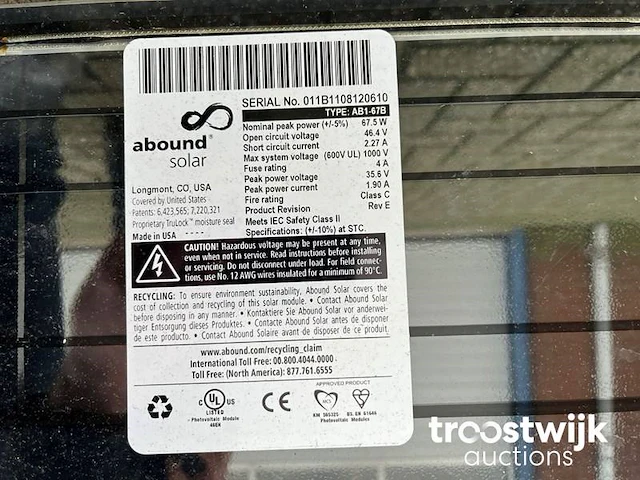 SERIAL No. 011B1108120610
TYPE: AB1-67B
Nominal peak power (+/-5%) 67.5 W
Open circuit voltage 46.4 V
Short circuit current 2.27 A
Max system voltage (600V UL) 1000 V
Fuse rating 4 A
Peak power voltage 35.6 V
Peak power current 1.90 A
Fire rating Class C
Product Revision Rev E
Meets IEC Safety Class II
Specifications: (+/-10%) at STC.
abound®
solar
Longmont, CO, USA
Covered by United States
Patents: 6,423,565; 7,220,321
Proprietary TruLock™ moisture seal
Made in USA
CAUTION! Hazardous voltage may be present at any time,
even when not in service. Read instructions before installing
or servicing. Do not disconnect under load. For field connec-
tions, use No. 12 AWG wires insulated for a minimum of 90°C.
RECYCLING: To ensure environment sustainability, Abound Solar covers the
cost of collection and recycling of this solar module. • Contact Abound Solar
before disposing in any manner. • Kontaktiere Sie Abound Solar vor anderwei-
tiger Entsorgung dieses Produktes. • Contacte Abound Solar antes de disponer
de este producto. • Contact Abound Solaire avant de disposer de ce produit.
www.abound.com/recycling_claim
International Toll Free: 00.800.4044.0000
Toll Free: (North America): 877.761.6555
APPROVED PRODUCT
C UL US
LISTED
Photovoltaic Module
46EN
CE
MCS
KM 565325 BS EN 61646
Photovoltaic Modules
troostwijk
auctions